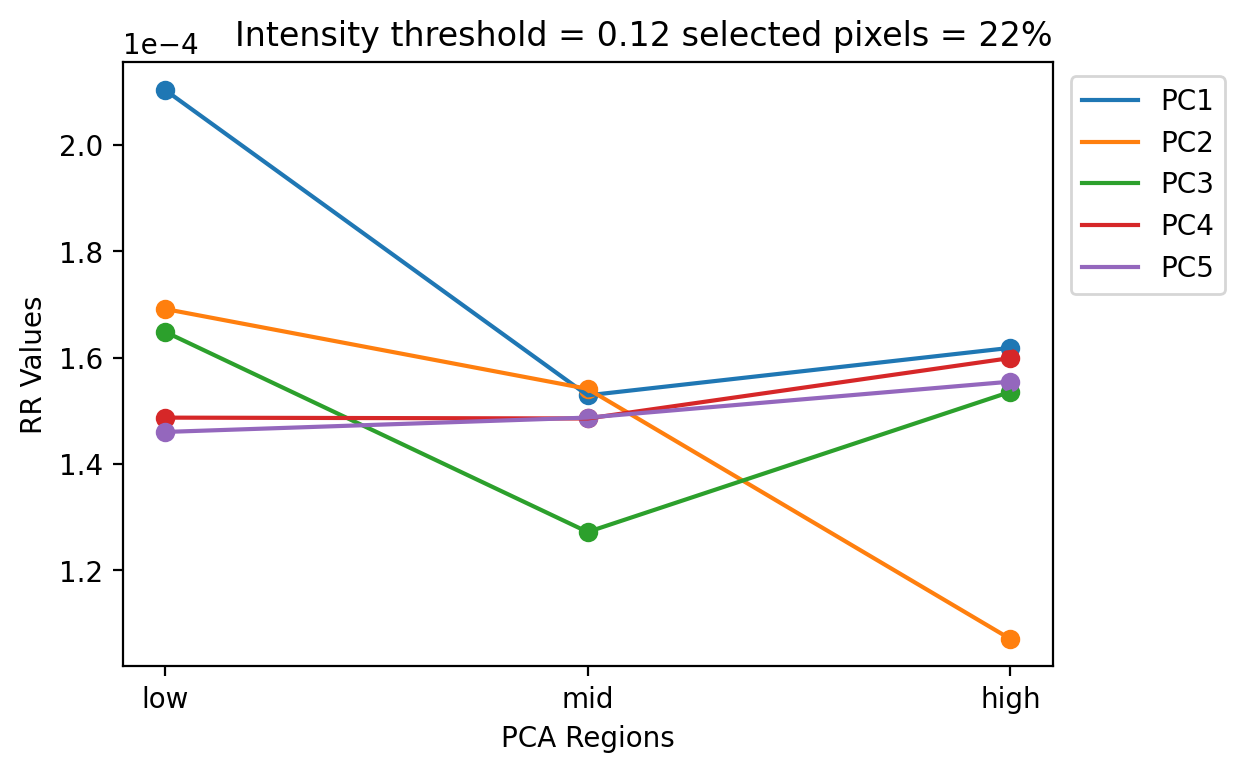 Intensity threshold = 0.12 selected pixels = 22%
1e−4
2.0
1.8
1.6
1.4
1.2
RR Values
low
mid
high
PCA Regions
PC1
PC2
PC3
PC4
PC5